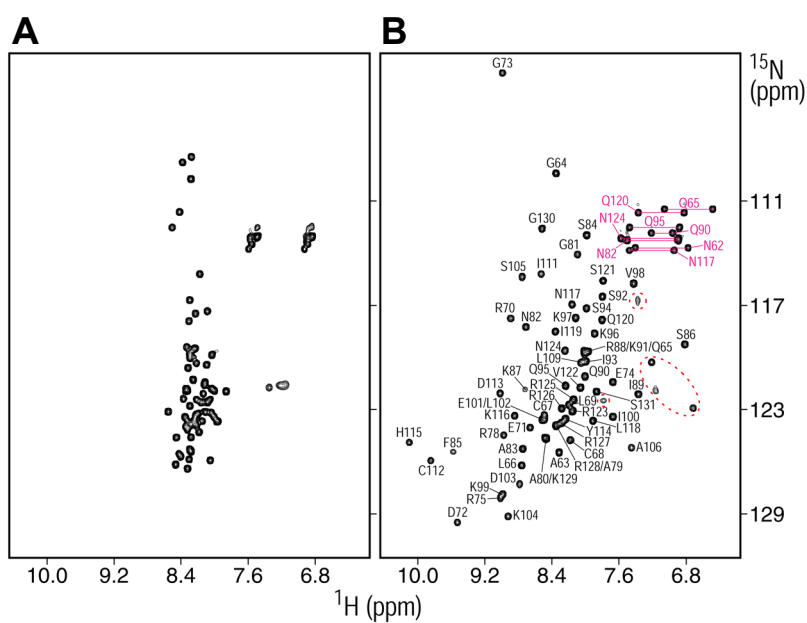 A
B
G73
15N
(ppm)
G64
111
Q120
Q65
G130
S84
N124
Q95
Q90
G81
N82
N62
N117
S105
I111
S121
V98
117
N117
S92
R70
K97
S94
N82
Q120
I119
K96
S86
N124
R88/K91/Q65
L109
I93
K87
Q95
V122
Q90
E74
D113
R125
I89
R126
L69
S131
E101/L102
C67
R123
123
K116
I100
E71
Y114
L118
H115
R78
R127
F85
C68
A106
A83
A63
R128/A79
C112
L66
A80/K129
D103
K99
R75
D72
K104
129
10.0
9.2
8.4
7.6
6.8
10.0
9.2
8.4
7.6
6.8
1H (ppm)